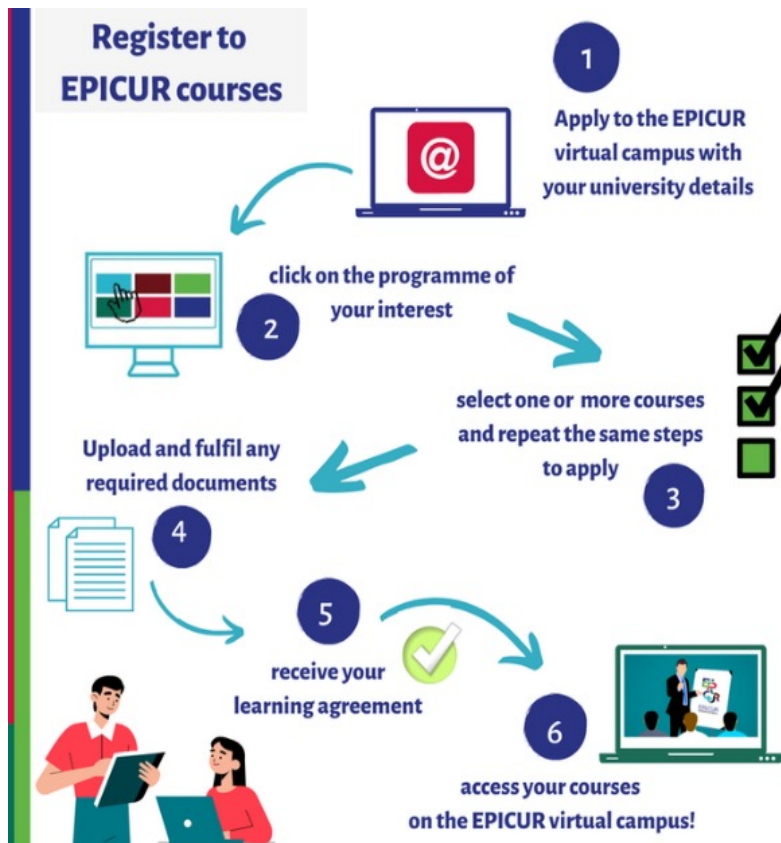 Register to
EPICUR courses
1
Apply to the EPICUR
virtual campus with
your university details
@
click on the programme of
your interest
2
select one or more courses
and repeat the same steps
to apply
3
Upload and fulfil any
required documents
4
5
receive your
learning agreement
EPICUR
6
access your courses
on the EPICUR virtual campus!